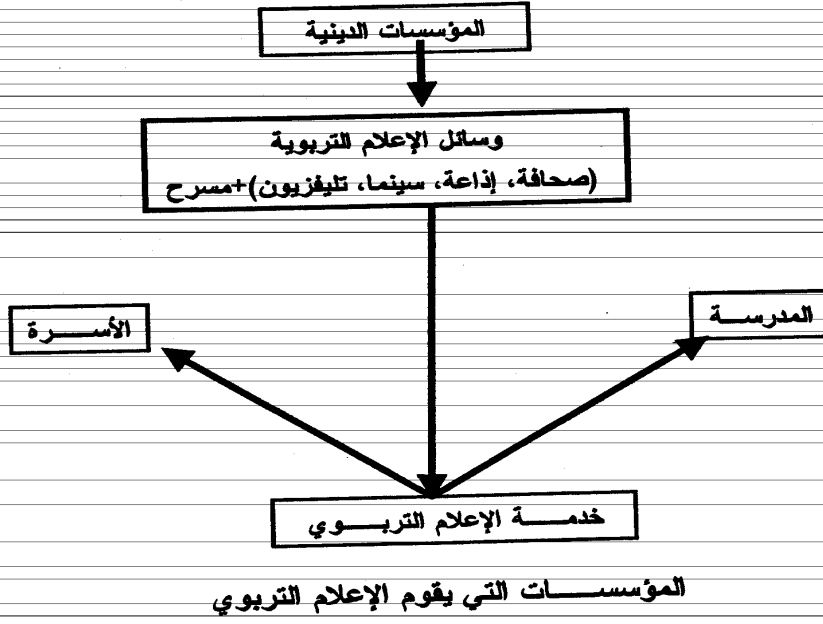 المؤسسات الدينية
وسائل الإعلام التربوية
(صحافة، إذاعة، سينما، تليفزيون)+مسرح
المدرســة
الأســـرة
خدمـــة الإعلام التربـــوي
المؤسســـات التي يقوم الإعلام التربوي